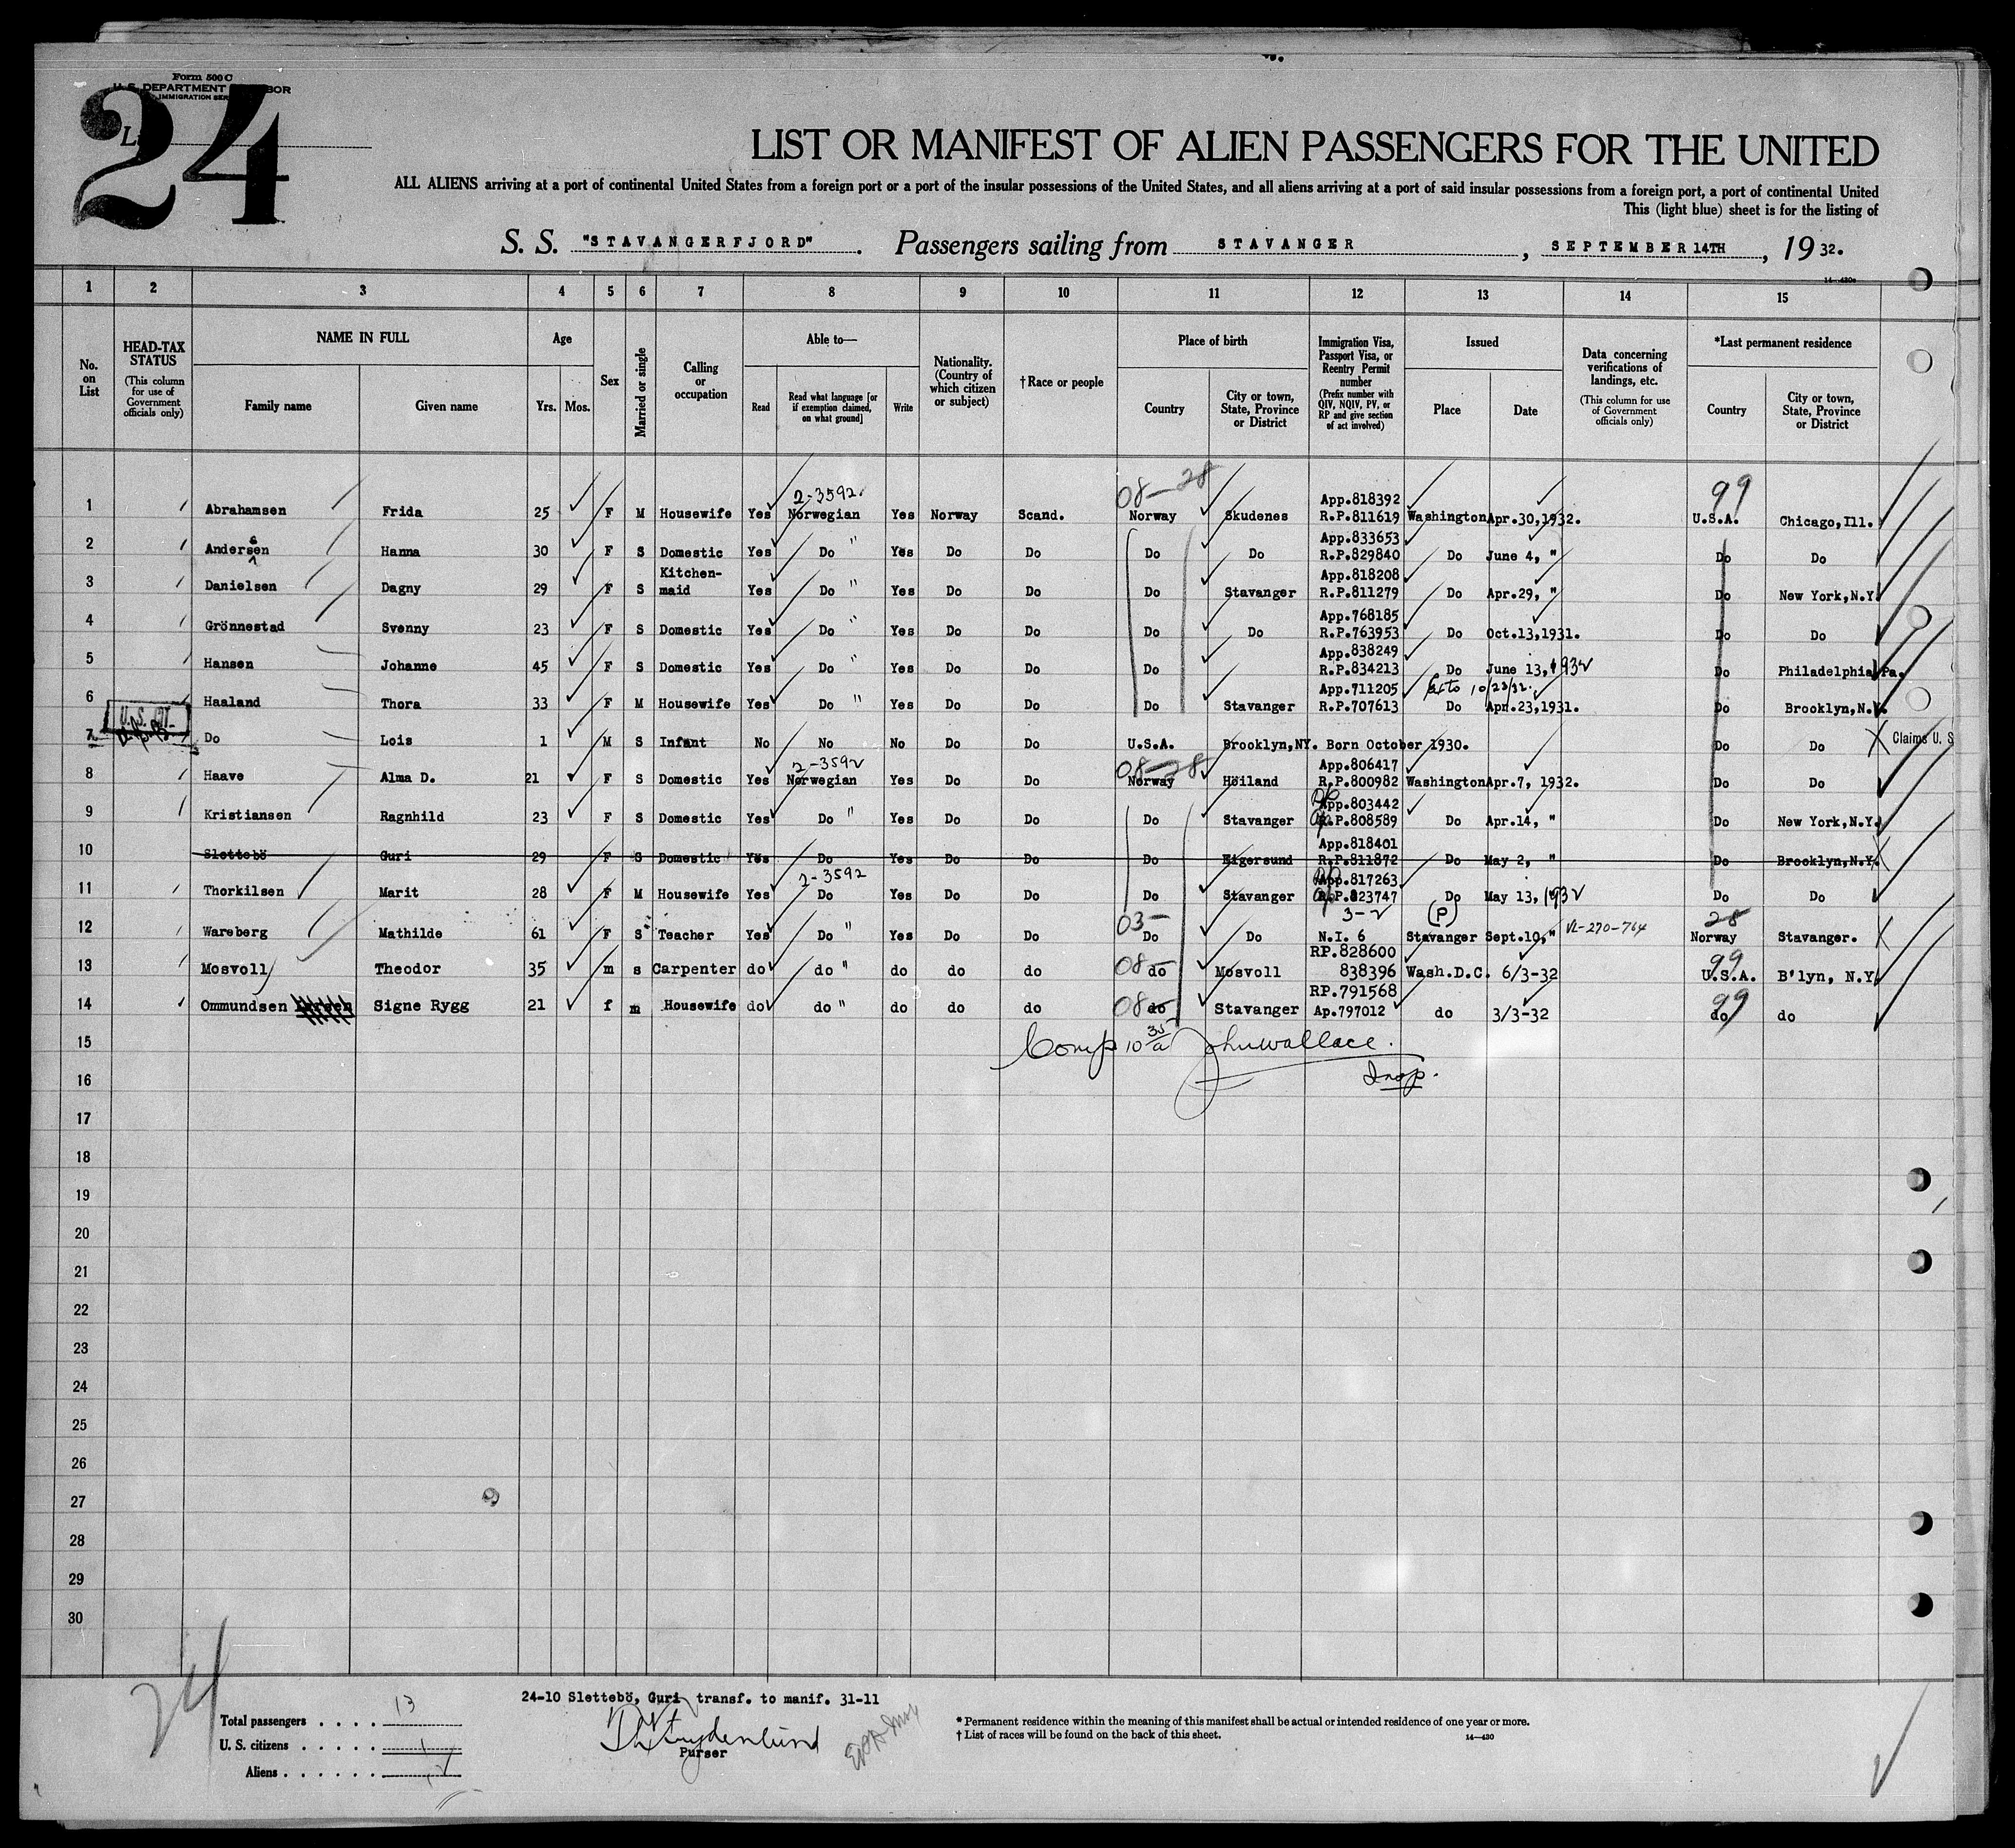 Form 500 C
U. S. DEPARTMENT OF LABOR
IMMIGRATION SER
24
LIST OR MANIFEST OF ALIEN PASSENGERS FOR THE UNITED
ALL ALIENS arriving at a port of continental United States from a foreign port or a port of the insular possessions of the United States, and all aliens arriving at a port of said insular possessions from a foreign port, a port of continental United
This (light blue) sheet is for the listing of
S. S. "STAVANGERFJORD". Passengers sailing from STAVANGER, SEPTEMBER 14TH, 1932.
14—430
1 2 3 4 5 6 7 8 9 10 11 12 13 14 15
No. on List
HEAD-TAX STATUS (This column for use of Government officials only)
NAME IN FULL Family name Given name
Age Yrs. Mos.
Sex
Married or single
Calling or occupation
Able to— Read Read what language [or if exemption claimed, on what ground] Write
Nationality. (Country of which citizen or subject)
†Race or people
Place of birth Country City or town, State, Province or District
Immigration Visa, Passport Visa, or Reentry Permit number (Prefix number with QIV, NQIV, PV, or RP and give section of act involved)
Issued Place Date
Data concerning verifications of landings, etc. (This column for use of Government officials only)
*Last permanent residence Country City or town, State, Province or District
2-3592. 08-28 App.818392 99
1 Abrahamsen Frida 25 F M Housewife Yes Norwegian Yes Norway Scand. Norway Skudenes R.P.811619 Washington Apr.30,1932. U.S.A. Chicago,Ill.
s App.833653
2 Andersen Hanna 30 F S Domestic Yes Do " Yes Do Do Do Do R.P.829840 Do June 4, " Do Do
Kitchen- App.818208
3 Danielsen Dagny 29 F S maid Yes Do " Yes Do Do Do Stavanger R.P.811279 Do Apr.29, " Do New York,N.Y.
App.768185
4 Grönnestad Svenny 23 F S Domestic Yes Do " Yes Do Do Do Do R.P.763953 Do Oct.13,1931. Do Do
App.838249
5 Hansen Johanne 45 F S Domestic Yes Do " Yes Do Do Do R.P.834213 Do June 13, 1932 Do Philadelphia Pa.
App.711205 Ex to 10/23/32.
6 Haaland Thora 33 F M Housewife Yes Do " Yes Do Do Do Stavanger R.P.707613 Do Apr.23,1931. Do Brooklyn,N.Y.
7 Do Lois 1 M S Infant No No No Do Do U.S.A. Brooklyn,NY. Born October 1930. Do Do Claims U. S
2-3592 08-28 App.806417
8 Haave Alma D. 21 F S Domestic Yes Norwegian Yes Do Do Norway Höiland R.P.800982 Washington Apr.7, 1932. Do Do
App.803442
9 Kristiansen Ragnhild 23 F S Domestic Yes Do " Yes Do Do Do Stavanger R.P.808589 Do Apr.14, " Do New York,N.Y.
App.818401
10 Slettebö Guri 29 F S Domestic Yes Do Yes Do Do Do Eigersund R.P.811872 Do May 2, " Do Brooklyn,N.Y.
2-3592 App.817263
11 Thorkilsen Marit 28 F M Housewife Yes Do Yes Do Do Do Stavanger R.P.823747 Do May 13, 1932 Do Do
03- 3-2 (P) 28
12 Wareberg Mathilde 61 F S Teacher Yes Do " Yes Do Do Do Do N.I. 6 Stavanger Sept.10," VL-270-764 Norway Stavanger.
RP.828600 99
13 Mosvoll Theodor 35 m s Carpenter do do " do do do 08- do Mosvoll 838396 Wash.D.C. 6/3-32 U.S.A. B'lyn, N.Y.
RP.791568 99
14 Ommundsen Signe Rygg 21 f m Housewife do do " do do do 08- do Stavanger Ap.797012 do 3/3-32 do do
15 Comp 10 35/a John Wallace.
16 Insp.
17
18
19
20
21
22
23
24
25
26
27
28
29
30
24
24-10 Slettebö, Guri transf. to manif. 31-11
Total passengers . . . . 13
U. S. citizens . . . . . 1
Aliens . . . . . . 12
Purser
* Permanent residence within the meaning of this manifest shall be actual or intended residence of one year or more.
† List of races will be found on the back of this sheet.
14—430